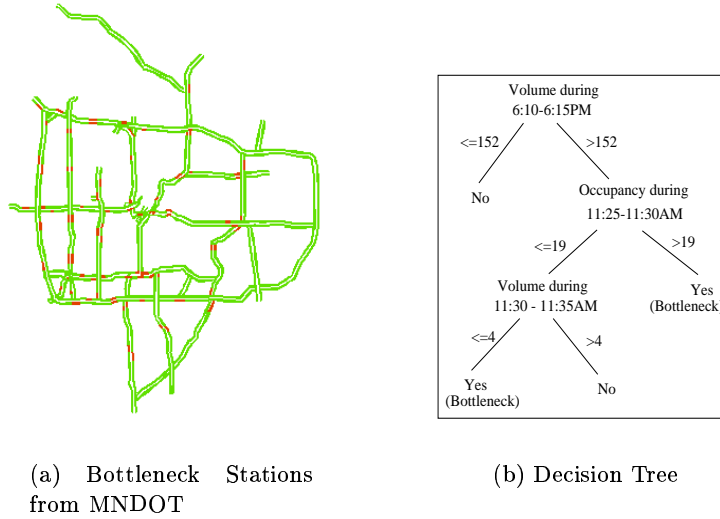 Volume during
6:10-6:15PM
<=152
>152
No
Occupancy during
11:25-11:30AM
<=19
>19
Volume during
11:30 - 11:35AM
Yes
(Bottleneck)
<=4
>4
Yes
(Bottleneck)
No
(a) Bottleneck Stations
from MNDOT
(b) Decision Tree